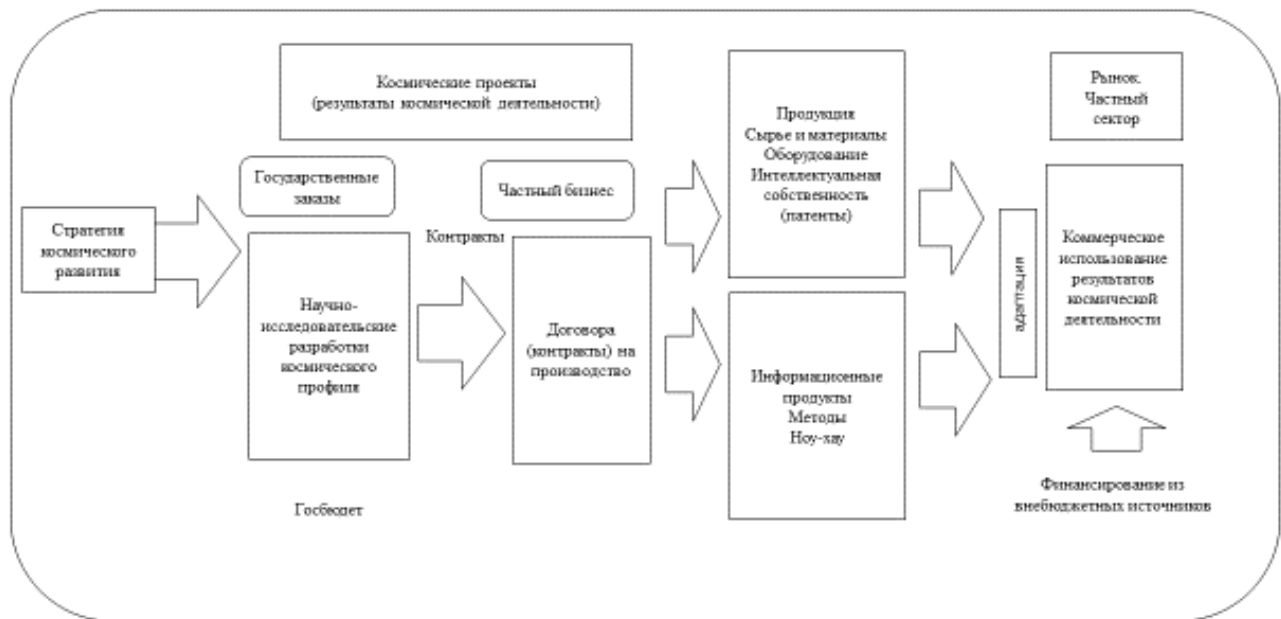 Космические проекты
(результаты космической деятельности)
Рынок.
Частный
сектор
Продукция
Сырье и материалы
Оборудование
Интеллектуальная
собственность
(патенты)
Государственные
заказы
Частный бизнес
Стратегия
космического
развития
Контракты
Научно-
исследовательские
разработки
космического
профиля
Договора
(контракты) на
производство
Информационные
продукты
Методы
Ноу-хау
адаптация
Коммерческое
использование
результатов
космической
деятельности
Госбюдет
Финансирование из
внебюджетных источников